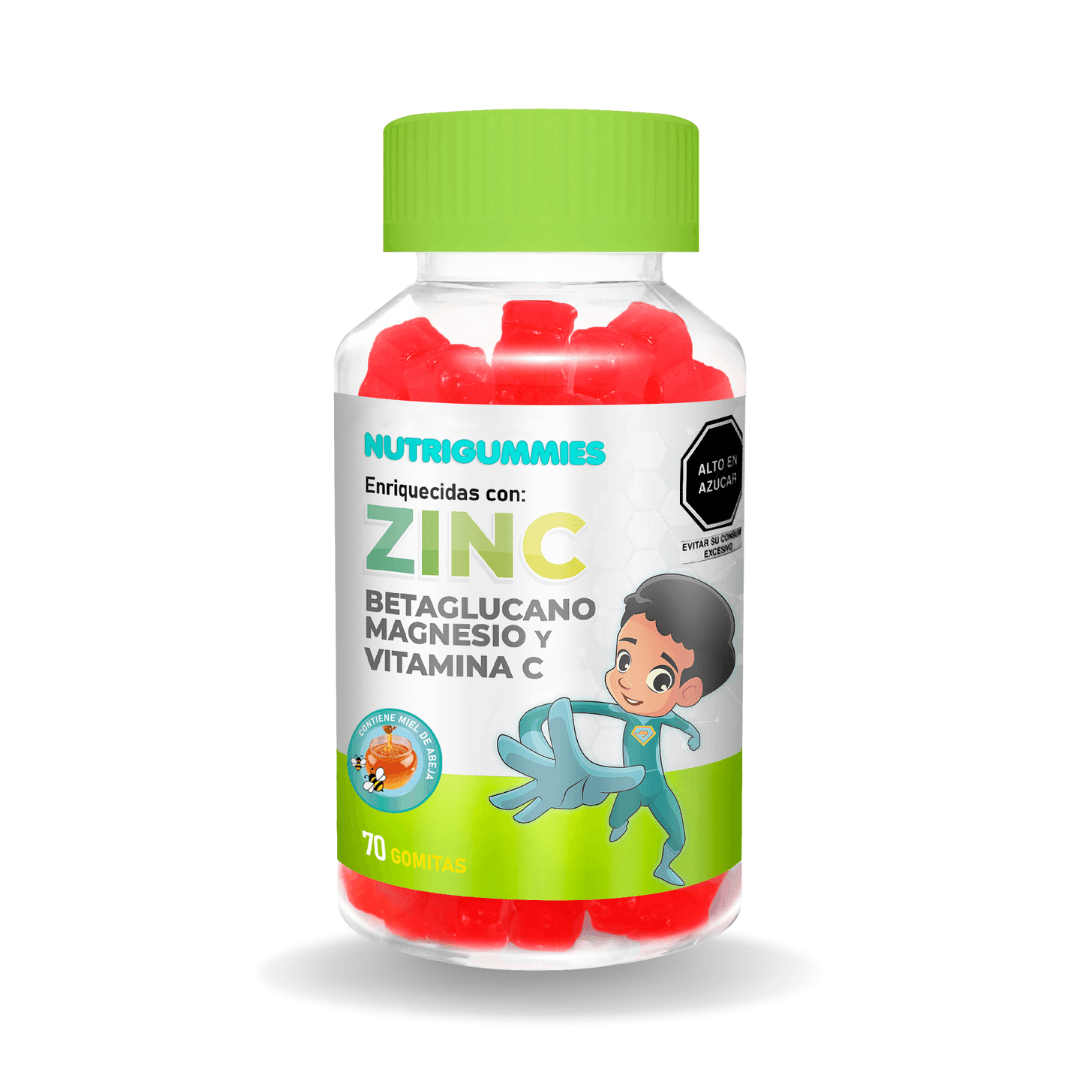 NUTRIGUMMIES
Enriquecidas con:
ZINC
BETAGLUCANO
MAGNESIO Y
VITAMINA C
ALTO EN
AZUCAR
EVITAR SU CONSUMO
EXCESIVO
CONTIENE MIEL DE ABEJA
70 GOMITAS